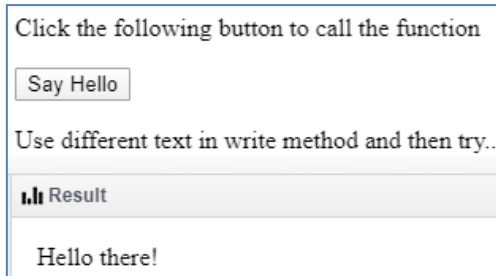 Click the following button to call the function
Say Hello
Use different text in write method and then try..
Result
Hello there!